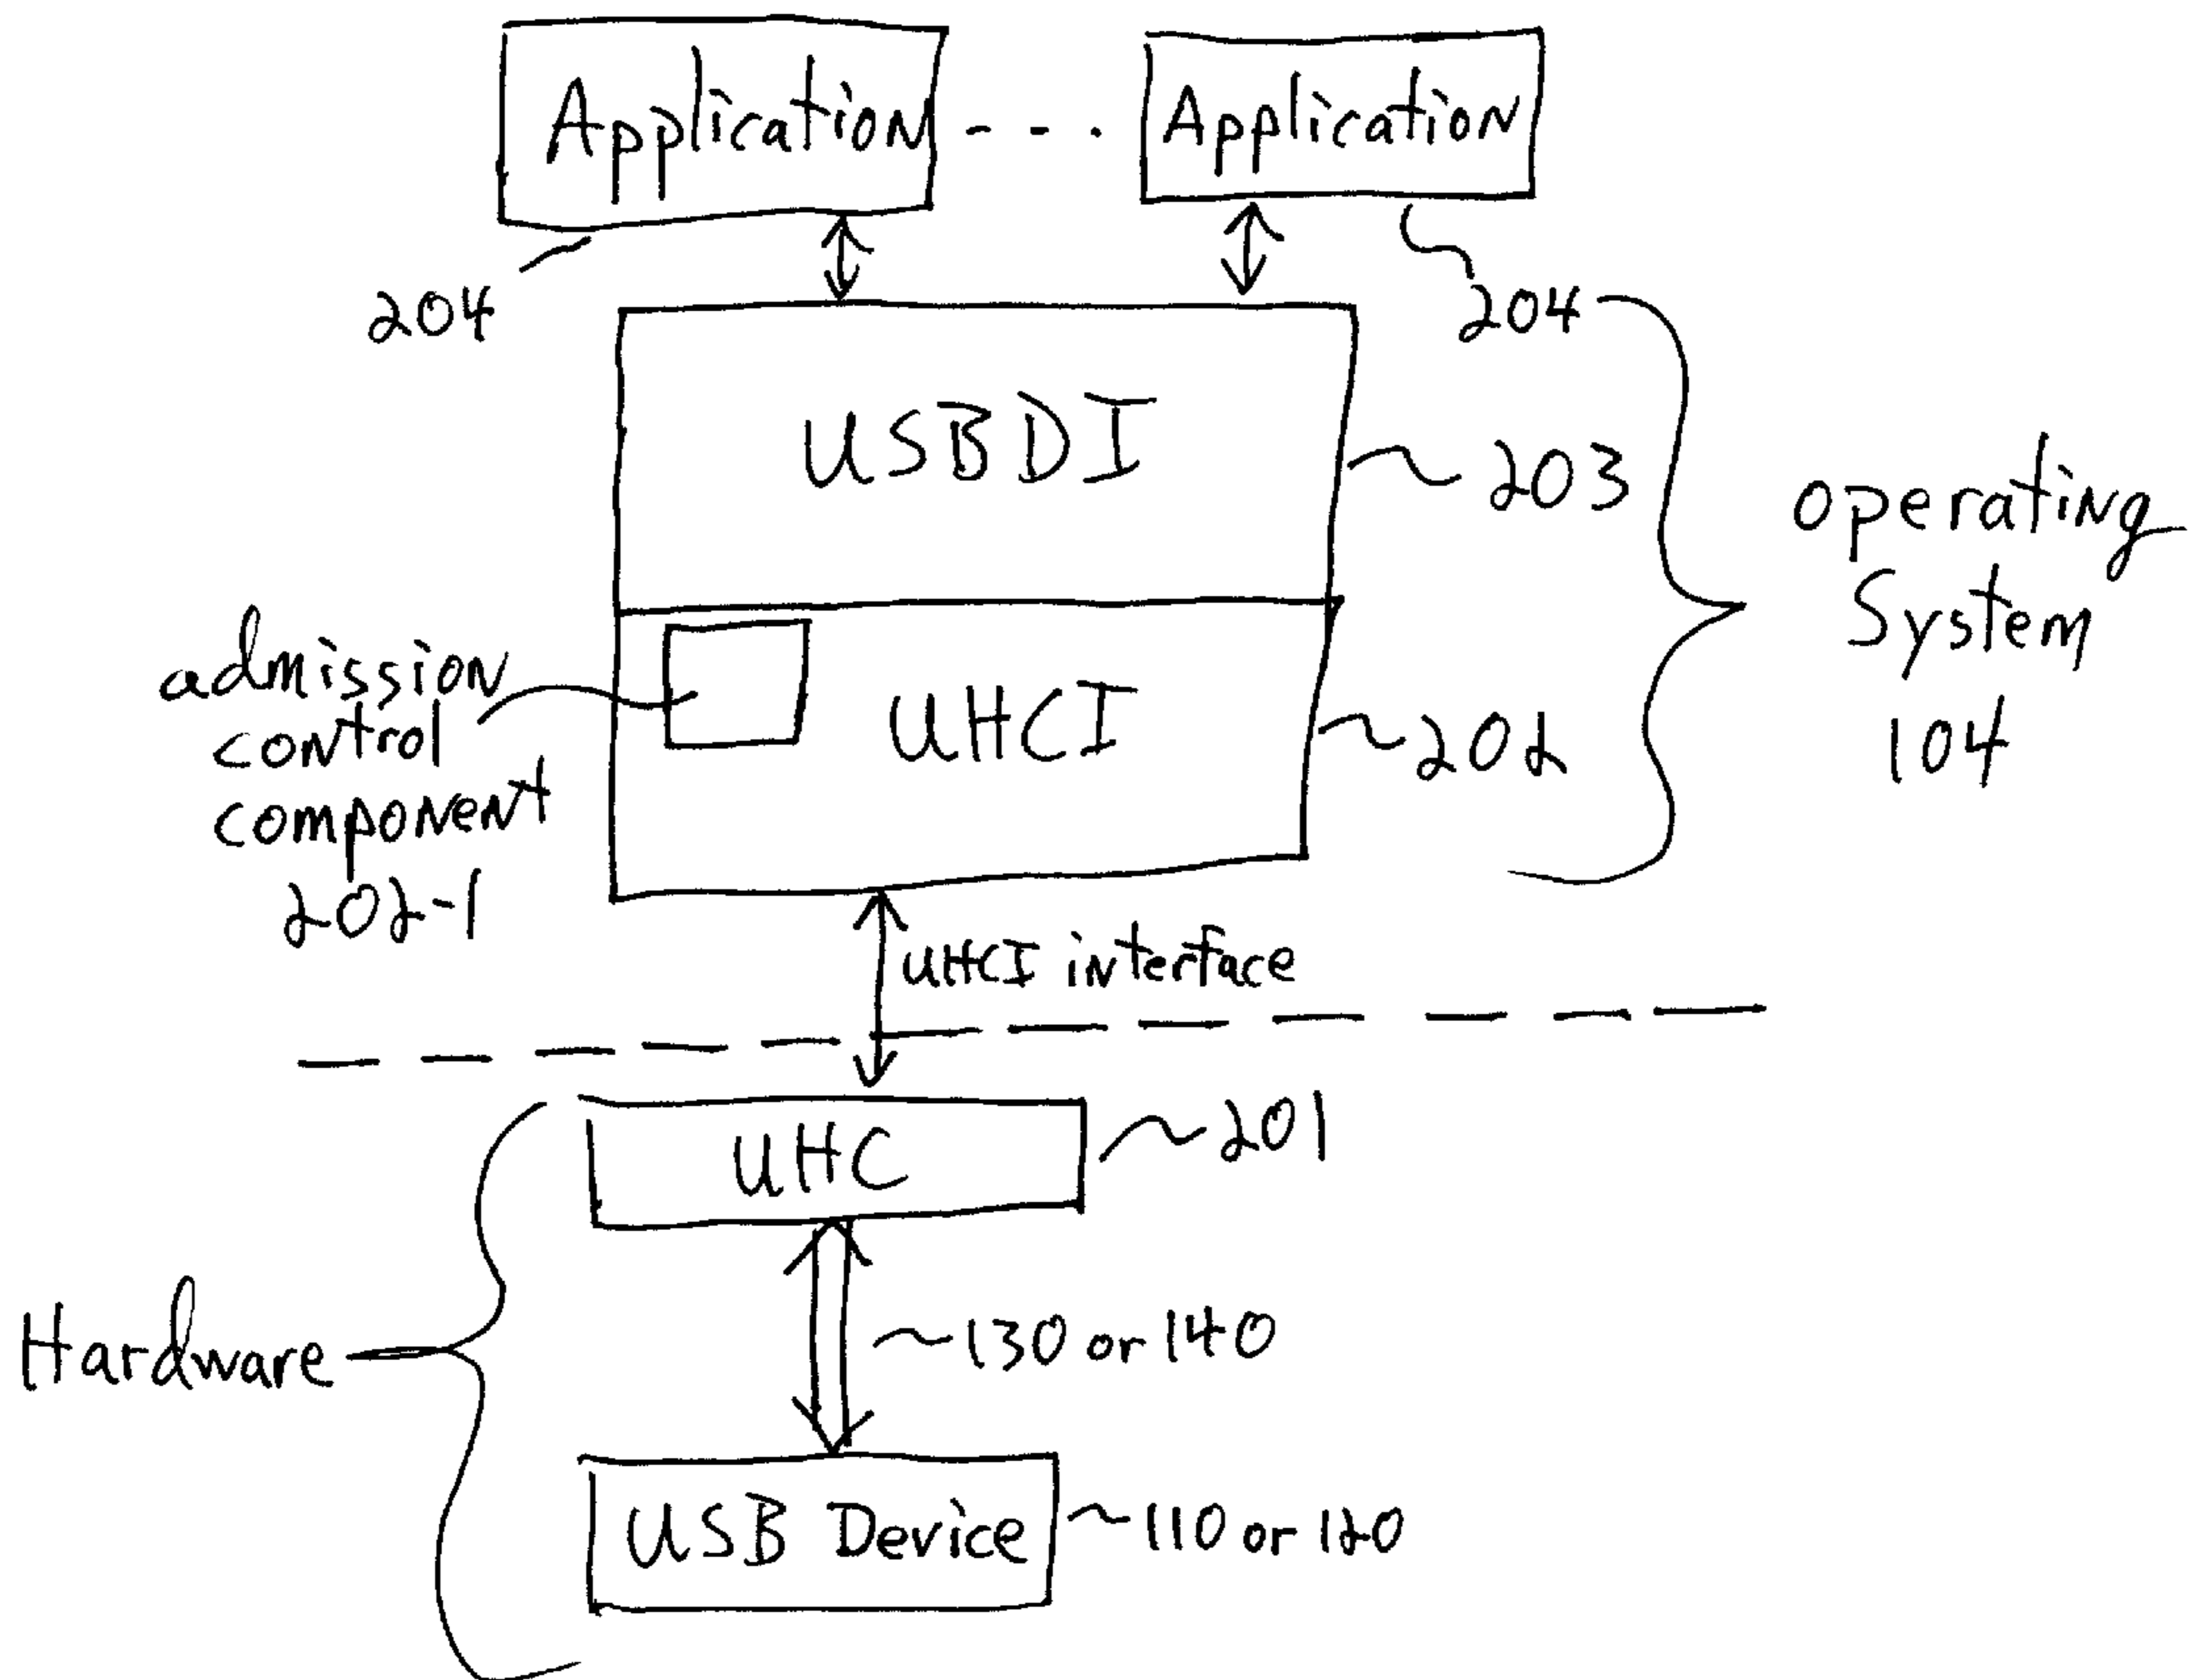 Application - - - Application
204
204
USBDI
203
operating
System
104
admission
control
component
202-1
UHCI
202
UHCI interface
UHC
201
Hardware
130 or 140
USB Device
110 or 120